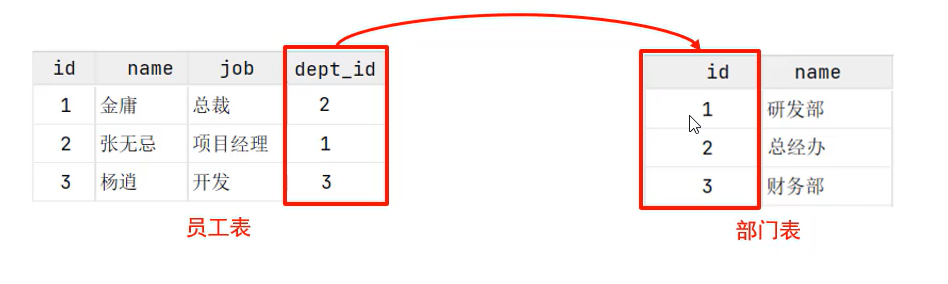 id name job dept_id
1 金庸 总裁 2
2 张无忌 项目经理 1
3 杨逍 开发 3
员工表
id name
1 研发部
2 总经办
3 财务部
部门表